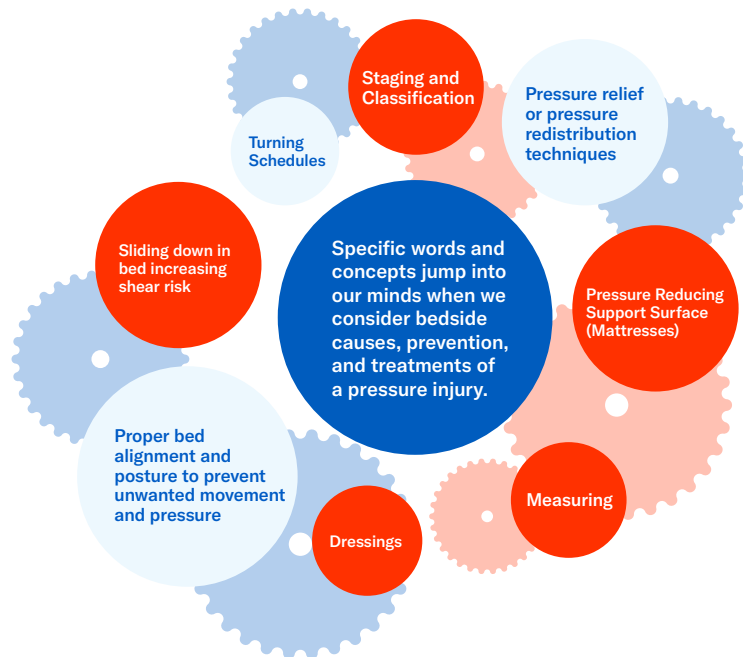 Staging and
Classification
Pressure relief
or pressure
redistribution
techniques
Turning
Schedules
Sliding down in
bed increasing
shear risk
Specific words and
concepts jump into
our minds when we
consider bedside
causes, prevention,
and treatments of
a pressure injury.
Pressure Reducing
Support Surface
(Mattresses)
Proper bed
alignment and
posture to prevent
unwanted movement
and pressure
Dressings
Measuring